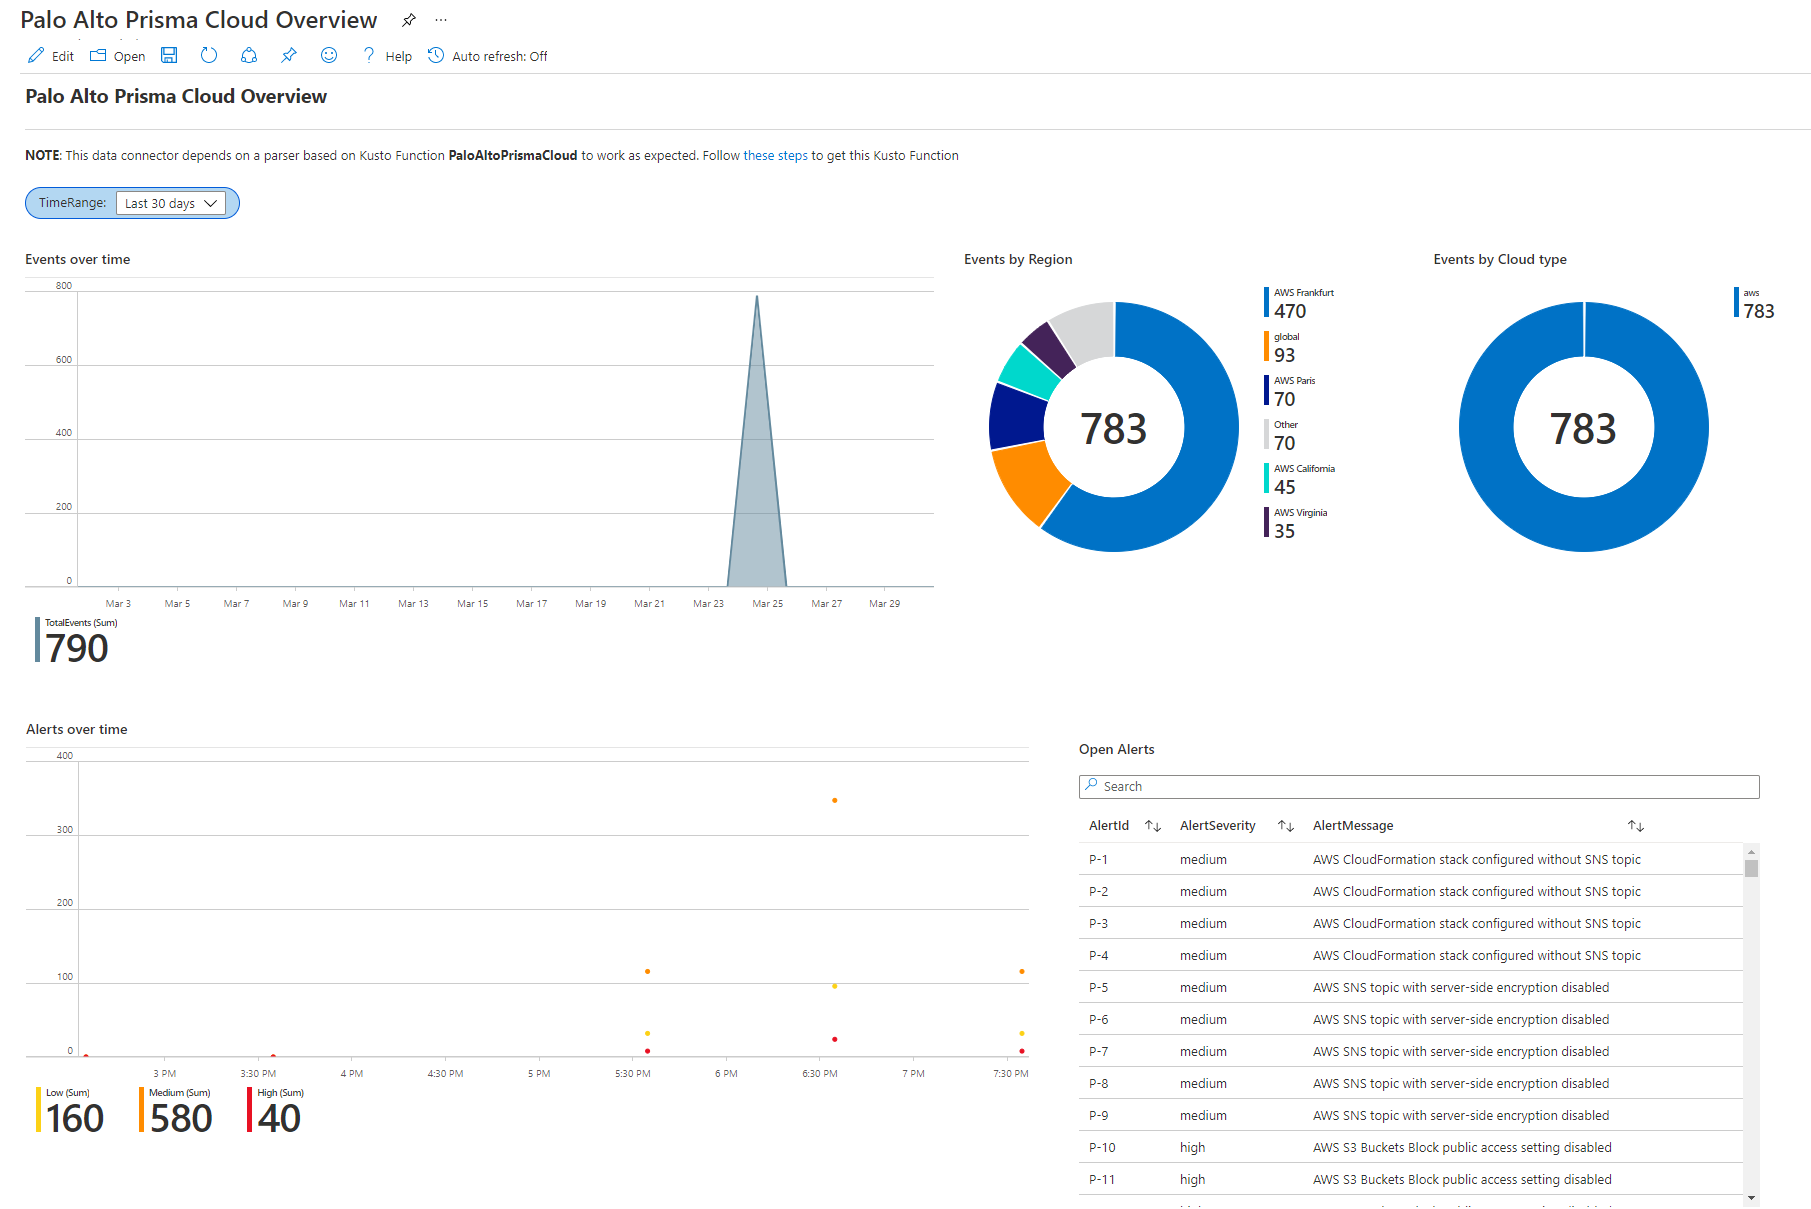 Palo Alto Prisma Cloud Overview
Edit Open Help Auto refresh: Off
Palo Alto Prisma Cloud Overview
NOTE: This data connector depends on a parser based on Kusto Function PaloAltoPrismaCloud to work as expected. Follow these steps to get this Kusto Function
TimeRange: Last 30 days
Events over time
800
600
400
200
0
Mar 3 Mar 5 Mar 7 Mar 9 Mar 11 Mar 13 Mar 15 Mar 17 Mar 19 Mar 21 Mar 23 Mar 25 Mar 27 Mar 29
TotalEvents (Sum)
790
Events by Region
783
AWS Frankfurt
470
global
93
AWS Paris
70
Other
70
AWS California
45
AWS Virginia
35
Events by Cloud type
783
aws
783
Alerts over time
400
300
200
100
0
3 PM 3:30 PM 4 PM 4:30 PM 5 PM 5:30 PM 6 PM 6:30 PM 7 PM 7:30 PM
Low (Sum) Medium (Sum) High (Sum)
160 580 40
Open Alerts
Search
AlertId AlertSeverity AlertMessage
P-1 medium AWS CloudFormation stack configured without SNS topic
P-2 medium AWS CloudFormation stack configured without SNS topic
P-3 medium AWS CloudFormation stack configured without SNS topic
P-4 medium AWS CloudFormation stack configured without SNS topic
P-5 medium AWS SNS topic with server-side encryption disabled
P-6 medium AWS SNS topic with server-side encryption disabled
P-7 medium AWS SNS topic with server-side encryption disabled
P-8 medium AWS SNS topic with server-side encryption disabled
P-9 medium AWS SNS topic with server-side encryption disabled
P-10 high AWS S3 Buckets Block public access setting disabled
P-11 high AWS S3 Buckets Block public access setting disabled